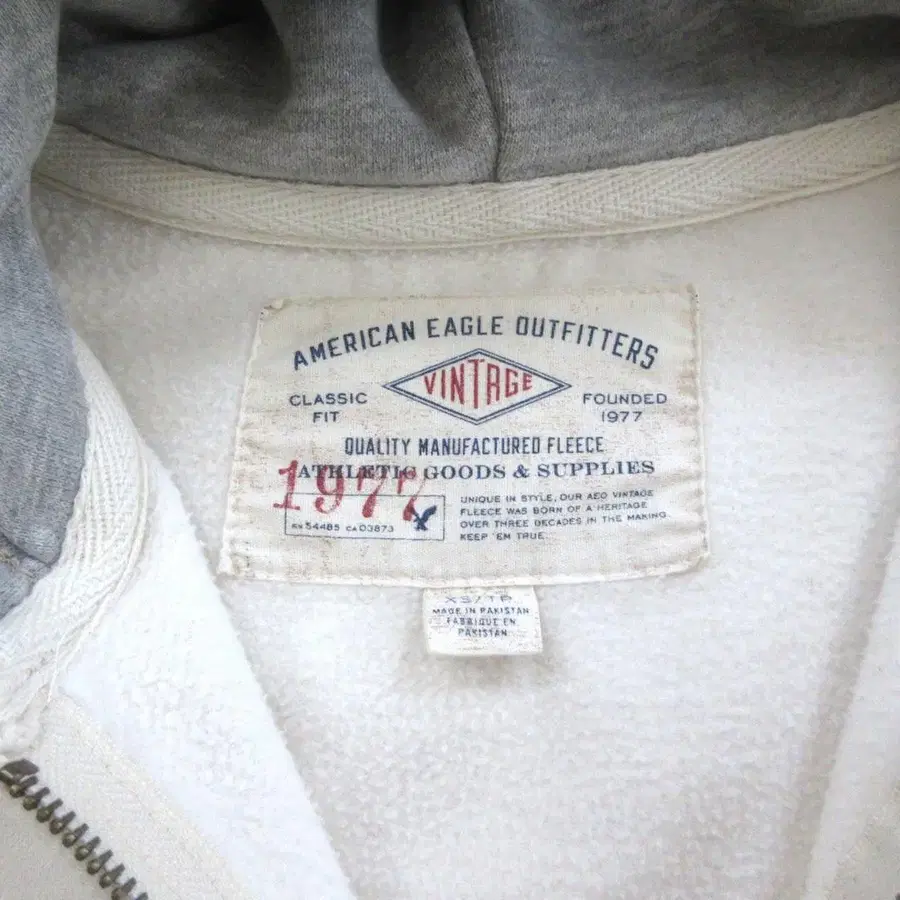 AMERICAN EAGLE OUTFITTERS
VINTAGE
CLASSIC FIT
FOUNDED 1977
QUALITY MANUFACTURED FLEECE
ATHLETIC GOODS & SUPPLIES
1977
RN 54485 CA 03873
UNIQUE IN STYLE, OUR AEO VINTAGE
FLEECE WAS BORN OF A HERITAGE
OVER THREE DECADES IN THE MAKING.
KEEP 'EM TRUE.
XS/TP
MADE IN PAKISTAN
FABRIQUE EN
PAKISTAN